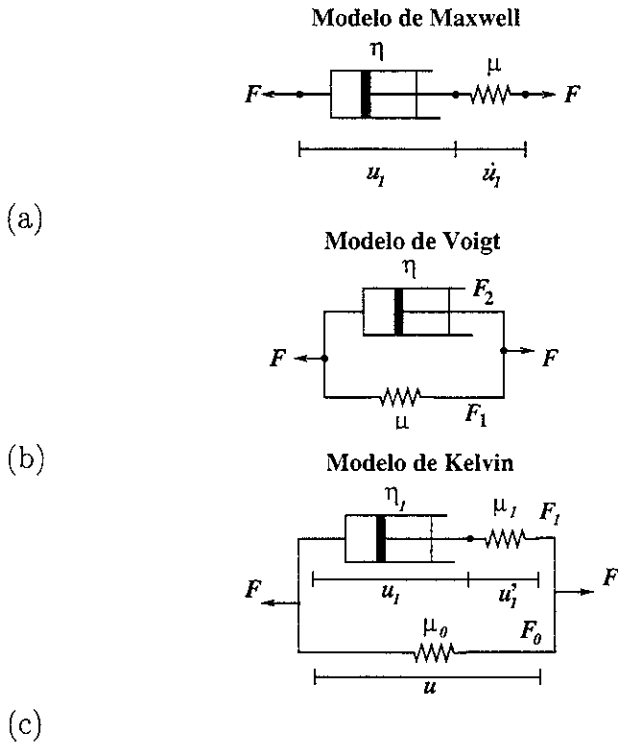 Modelo de Maxwell
η
μ
F F
u₁ u̇₁
(a)
Modelo de Voigt
η
F₂
F F
μ F₁
(b)
Modelo de Kelvin
η₁ μ₁ F₁
F F
u₁ u₁'
μ₀ F₀
u
(c)